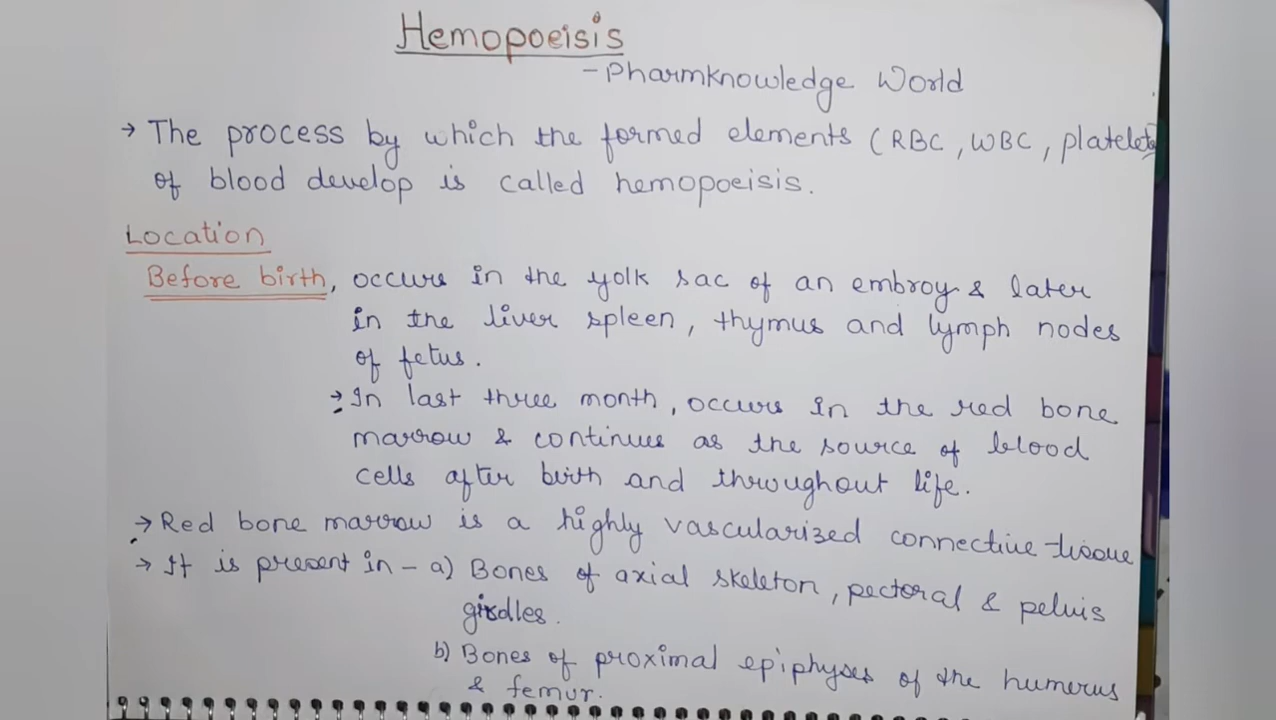 Hemopoeisis
- Pharmknowledge World
→ The process by which the formed elements (RBC, WBC, platelets
of blood develop is called hemopoeisis.
Location
Before birth, occurs in the yolk sac of an embroy & later
in the liver spleen, thymus and lymph nodes
of fetus.
→ In last three month, occurs in the red bone
marrow & continues as the source of blood
cells after birth and throughout life.
→ Red bone marrow is a highly vascularized connective tissue
→ It is present in - a) Bones of axial skeleton, pectoral & pelvis
girdles.
b) Bones of proximal epiphyses of the humerus
& femur.